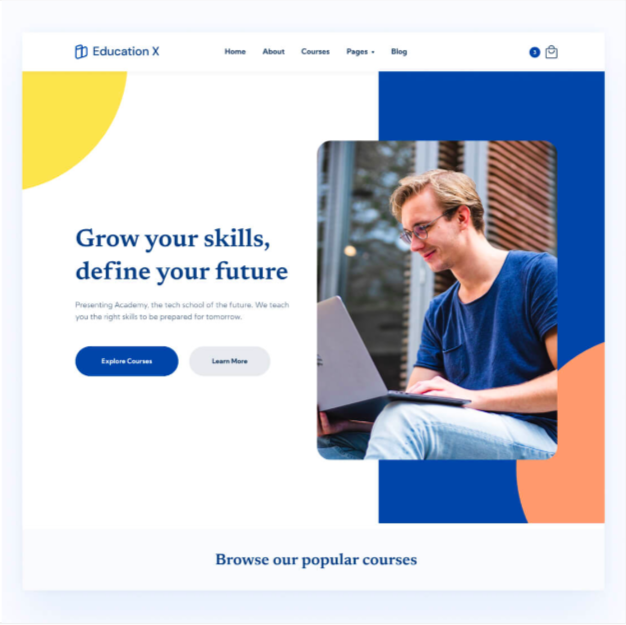 Education X
Home About Courses Pages Blog
3
Grow your skills,
define your future
Presenting Academy, the tech school of the future. We teach
you the right skills to be prepared for tomorrow.
Explore Courses Learn More
Browse our popular courses